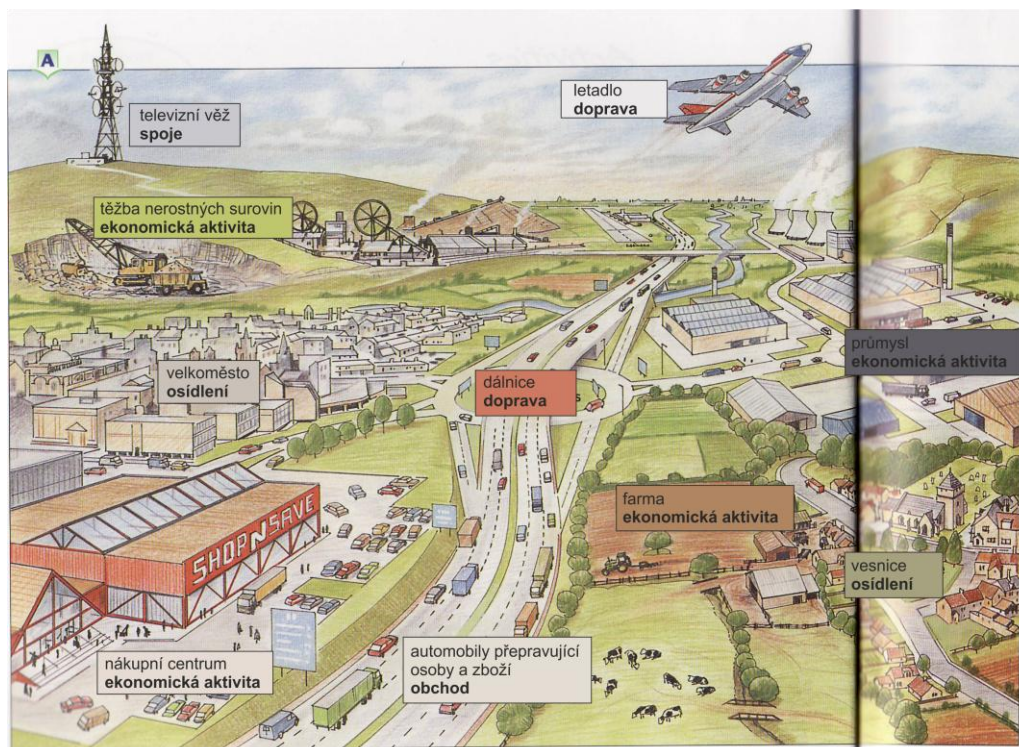 A
televizní věž
spoje
letadlo
doprava
těžba nerostných surovin
ekonomická aktivita
velkoměsto
osídlení
dálnice
doprava
průmysl
ekonomická aktivita
farma
ekonomická aktivita
SHOP N SAVE
vesnice
osídlení
nákupní centrum
ekonomická aktivita
automobily přepravující
osoby a zboží
obchod